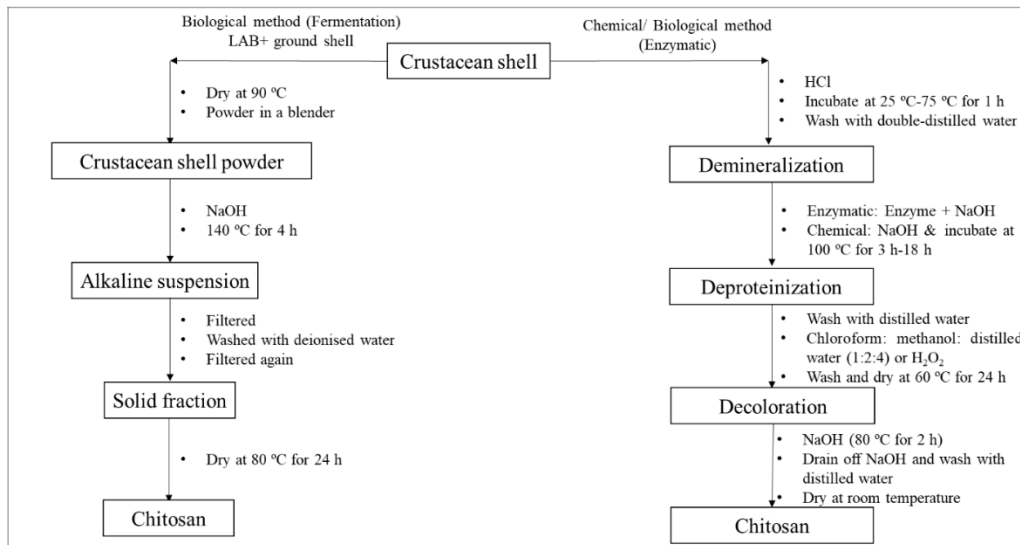 Biological method (Fermentation)
LAB+ ground shell
Chemical/ Biological method
(Enzymatic)
Crustacean shell
• Dry at 90 ºC
• Powder in a blender
Crustacean shell powder
• NaOH
• 140 ºC for 4 h
Alkaline suspension
• Filtered
• Washed with deionised water
• Filtered again
Solid fraction
• Dry at 80 ºC for 24 h
Chitosan
• HCl
• Incubate at 25 ºC-75 ºC for 1 h
• Wash with double-distilled water
Demineralization
• Enzymatic: Enzyme + NaOH
• Chemical: NaOH & incubate at
100 ºC for 3 h-18 h
Deproteinization
• Wash with distilled water
• Chloroform: methanol: distilled
water (1:2:4) or H₂O₂
• Wash and dry at 60 ºC for 24 h
Decoloration
• NaOH (80 ºC for 2 h)
• Drain off NaOH and wash with
distilled water
• Dry at room temperature
Chitosan